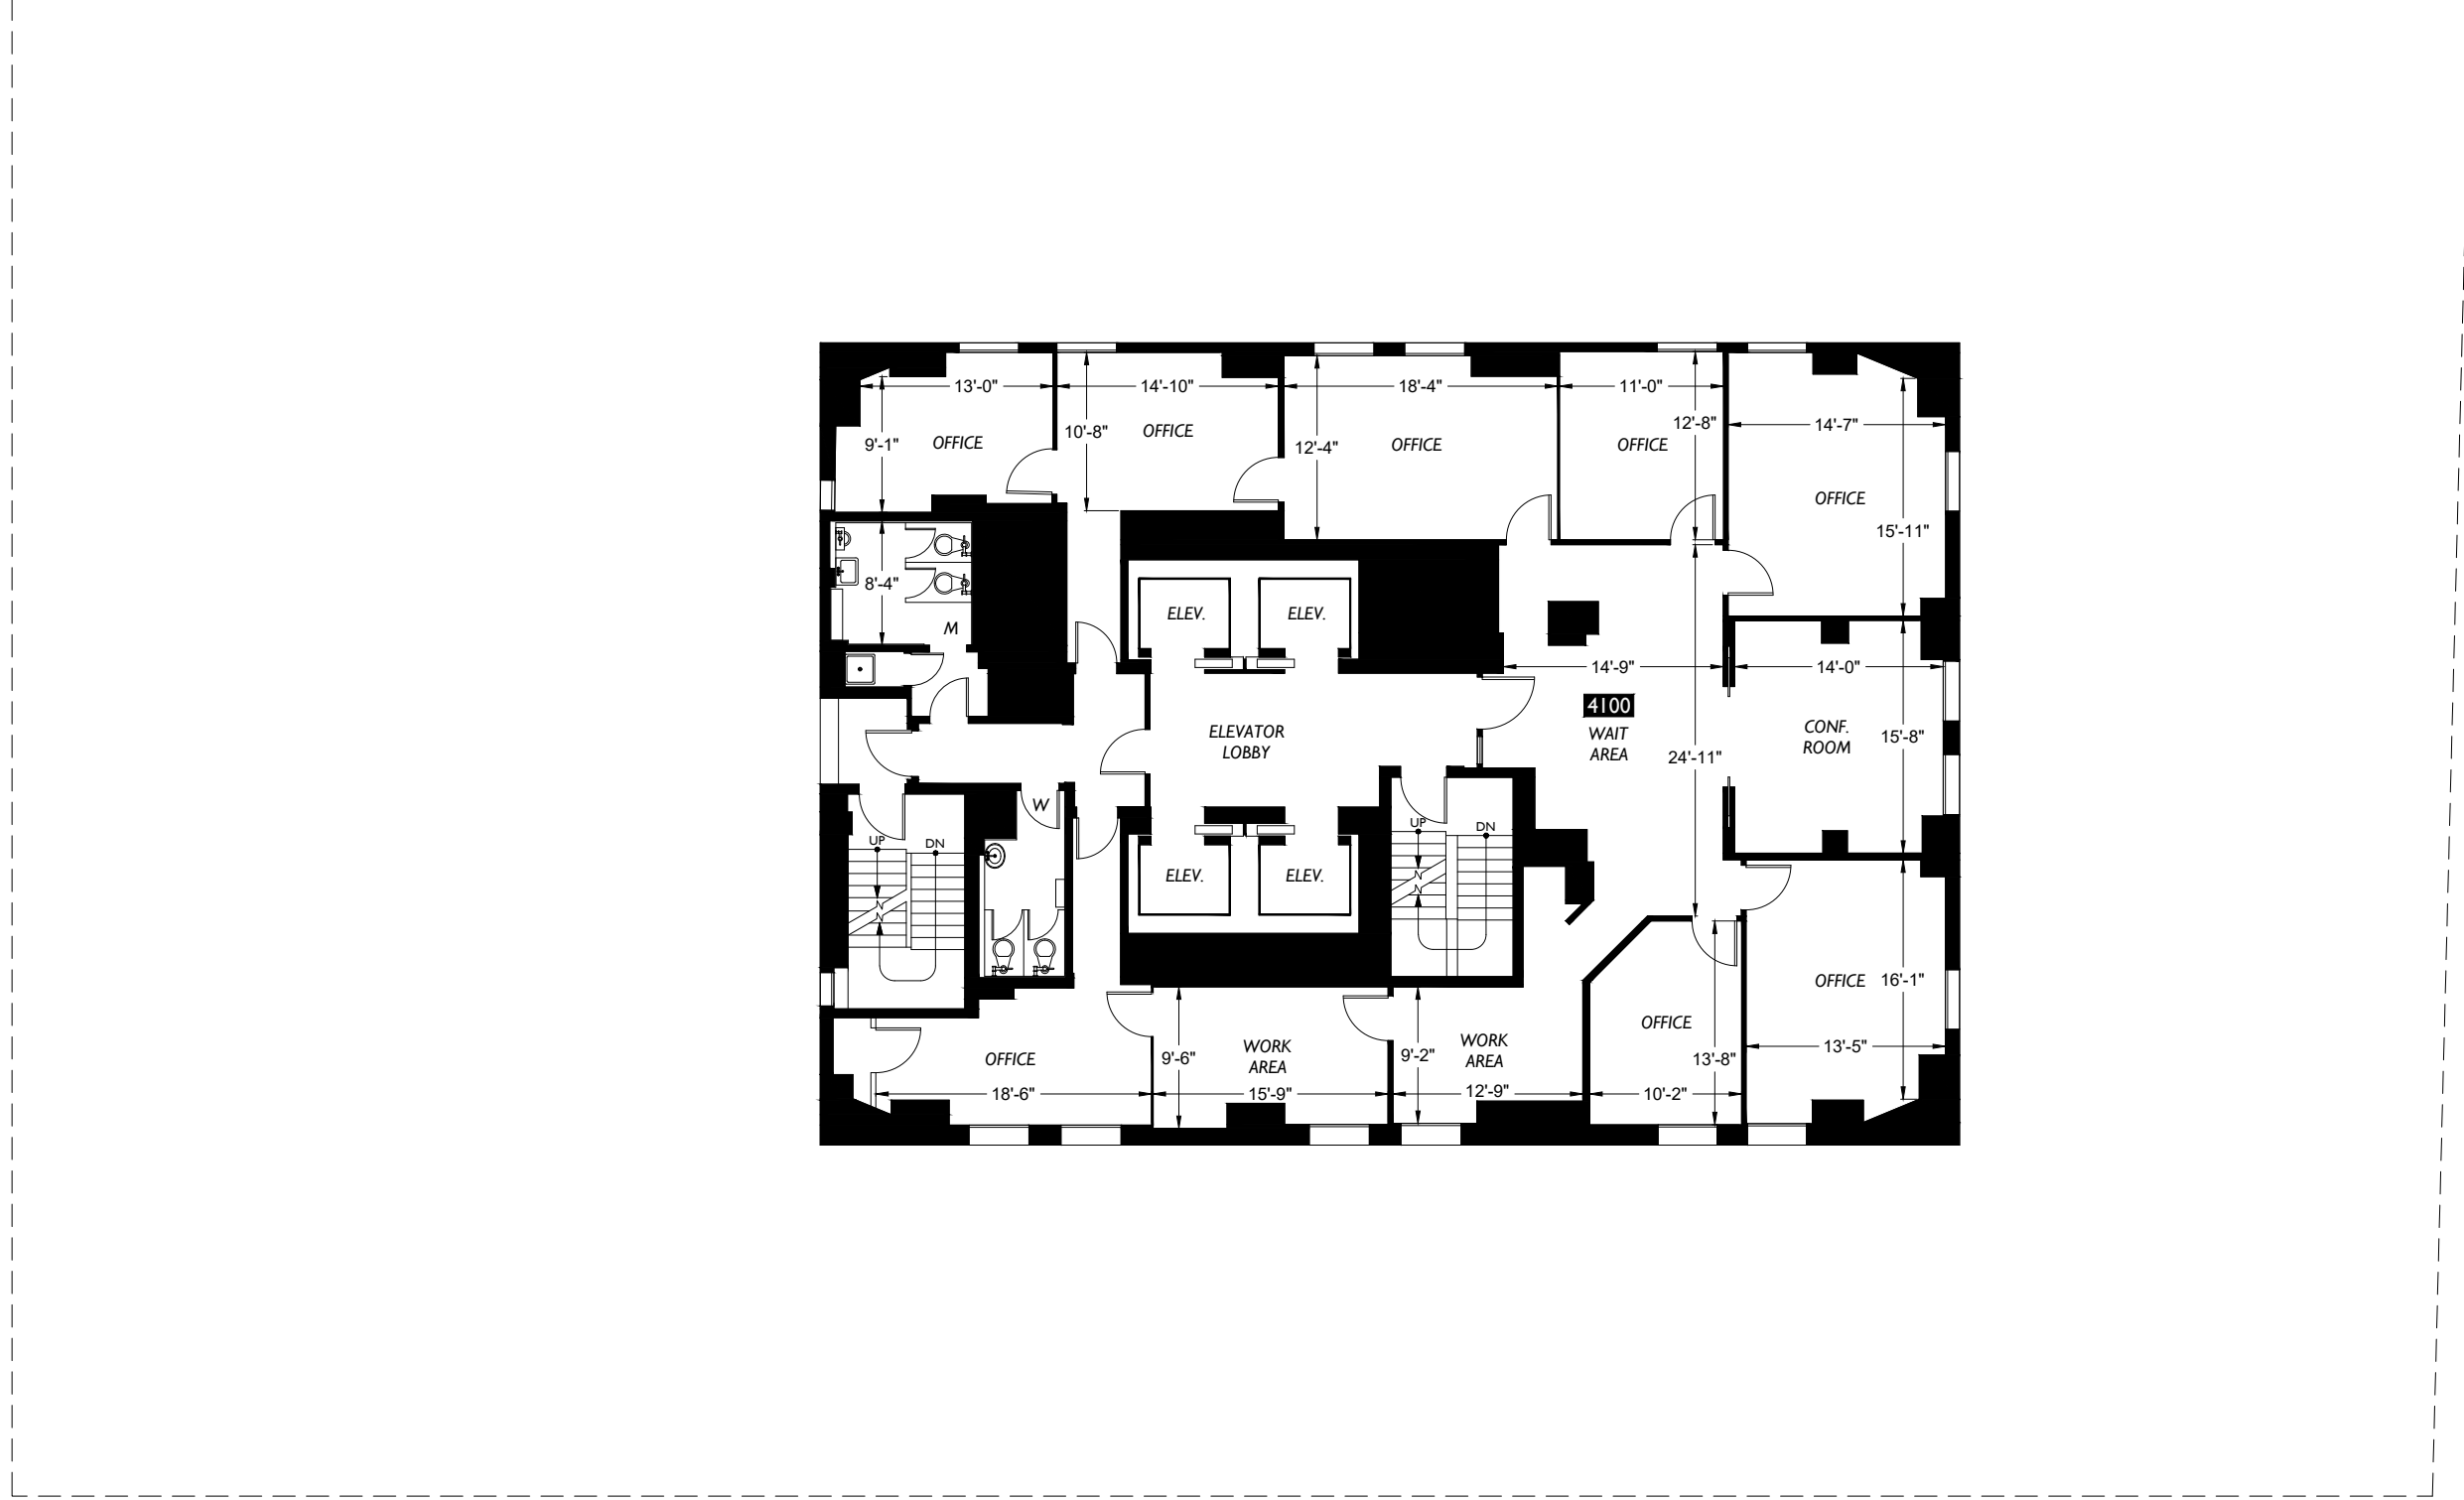 13'-0"
14'-10"
18'-4"
11'-0"
12'-8"
14'-7"
10'-8"
OFFICE
9'-1"
OFFICE
12'-4"
OFFICE
OFFICE
OFFICE
15'-11"
8'-4"
M
ELEV.
ELEV.
14'-9"
14'-0"
4100
WAIT
AREA
ELEVATOR
LOBBY
24'-11"
CONF.
ROOM
15'-8"
W
UP
DN
UP
DN
ELEV.
ELEV.
OFFICE
16'-1"
OFFICE
13'-8"
10'-2"
13'-5"
OFFICE
18'-6"
9'-6"
WORK
AREA
15'-9"
9'-2"
WORK
AREA
12'-9"